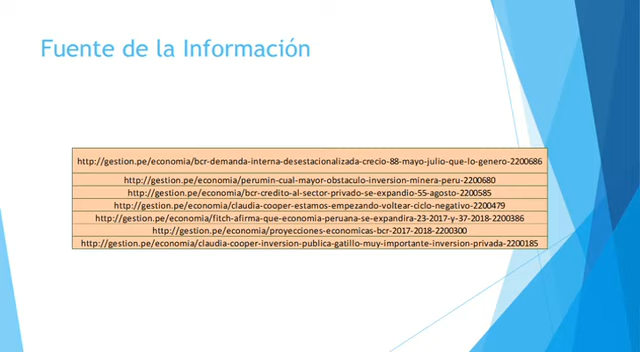 Fuente de la Información
http://gestion.pe/economia/bcr-demanda-interna-desestacionalizada-crecio-88-mayo-julio-que-lo-genero-2200686
http://gestion.pe/economia/perumin-cual-mayor-obstaculo-inversion-minera-peru-2200680
http://gestion.pe/economia/bcr-credito-al-sector-privado-se-expandio-55-agosto-2200585
http://gestion.pe/economia/claudia-cooper-estamos-empezando-voltear-ciclo-negativo-2200479
http://gestion.pe/economia/fitch-afirma-que-economia-peruana-se-expandira-23-2017-y-37-2018-2200386
http://gestion.pe/economia/proyecciones-economicas-bcr-2017-2018-2200300
http://gestion.pe/economia/claudia-cooper-inversion-publica-gatillo-muy-importante-inversion-privada-2200185